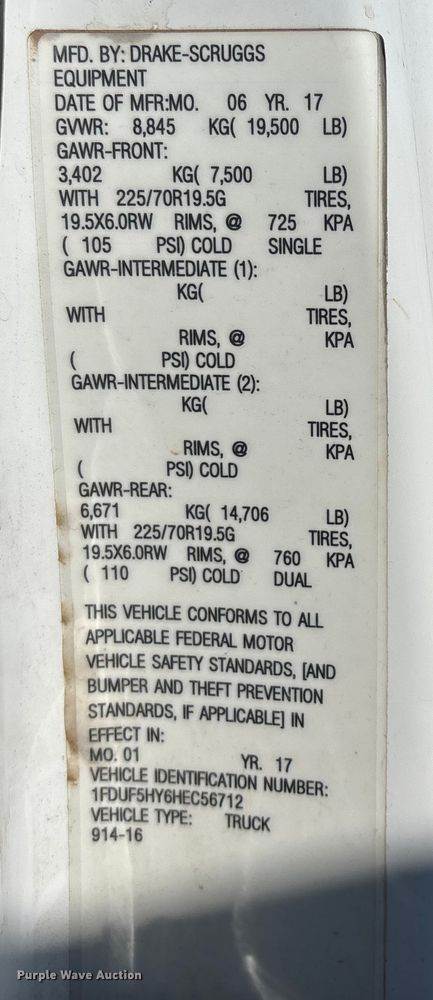 MFD. BY: DRAKE-SCRUGGS
EQUIPMENT
DATE OF MFR:MO. 06 YR. 17
GVWR: 8,845 KG( 19,500 LB)
GAWR-FRONT:
3,402 KG( 7,500 LB)
WITH 225/70R19.5G TIRES,
19.5X6.0RW RIMS, @ 725 KPA
( 105 PSI) COLD SINGLE
GAWR-INTERMEDIATE (1):
KG( LB)
WITH TIRES,
RIMS, @ KPA
( PSI) COLD
GAWR-INTERMEDIATE (2):
KG( LB)
WITH TIRES,
RIMS, @ KPA
( PSI) COLD
GAWR-REAR:
6,671 KG( 14,706 LB)
WITH 225/70R19.5G TIRES,
19.5X6.0RW RIMS, @ 760 KPA
( 110 PSI) COLD DUAL
THIS VEHICLE CONFORMS TO ALL
APPLICABLE FEDERAL MOTOR
VEHICLE SAFETY STANDARDS, [AND
BUMPER AND THEFT PREVENTION
STANDARDS, IF APPLICABLE] IN
EFFECT IN:
MO. 01 YR. 17
VEHICLE IDENTIFICATION NUMBER:
1FDUF5HY6HEC56712
VEHICLE TYPE: TRUCK
914-16
Purple Wave Auction